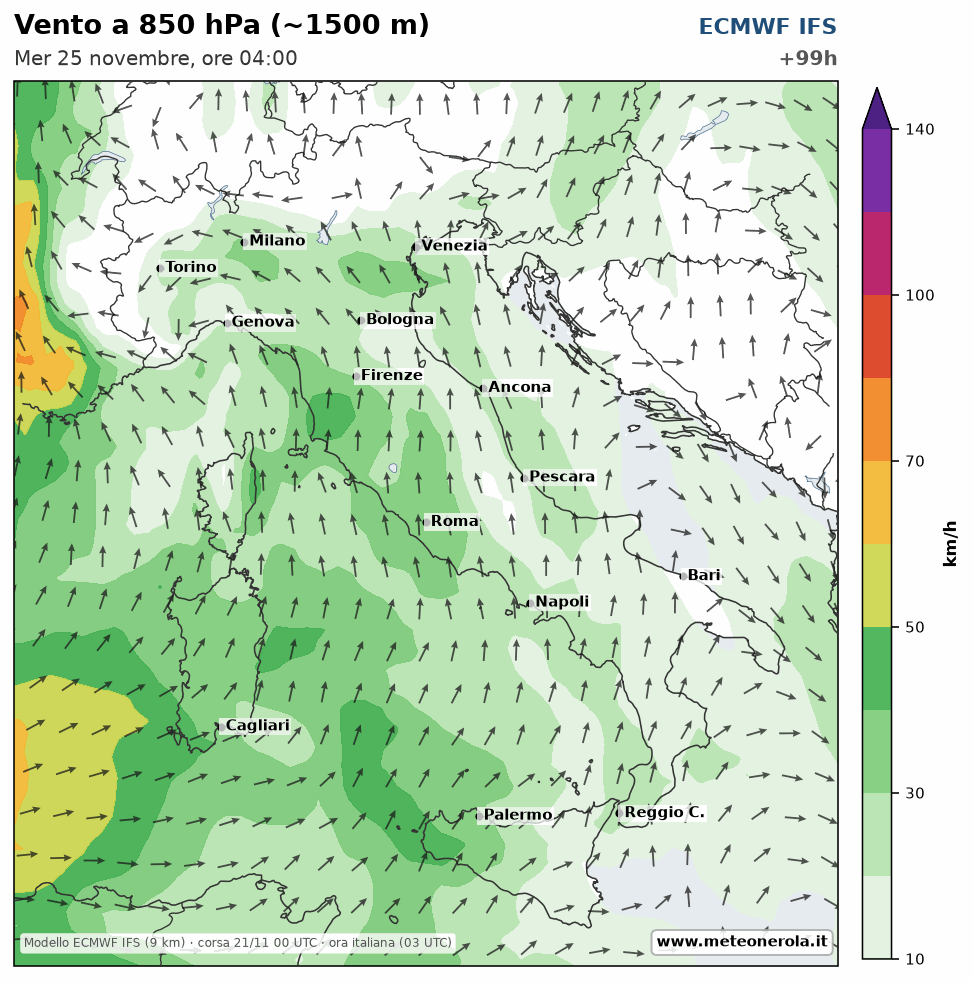 Vento a 850 hPa (~1500 m)
ECMWF IFS
Mer 25 novembre, ore 04:00
+99h
140
Milano
Venezia
Torino
100
Genova
Bologna
Firenze
Ancona
70
Pescara
Roma
km/h
Bari
Napoli
50
Cagliari
30
Palermo
Reggio C.
Modello ECMWF IFS (9 km) · corsa 21/11 00 UTC · ora italiana (03 UTC)
www.meteonerola.it
10